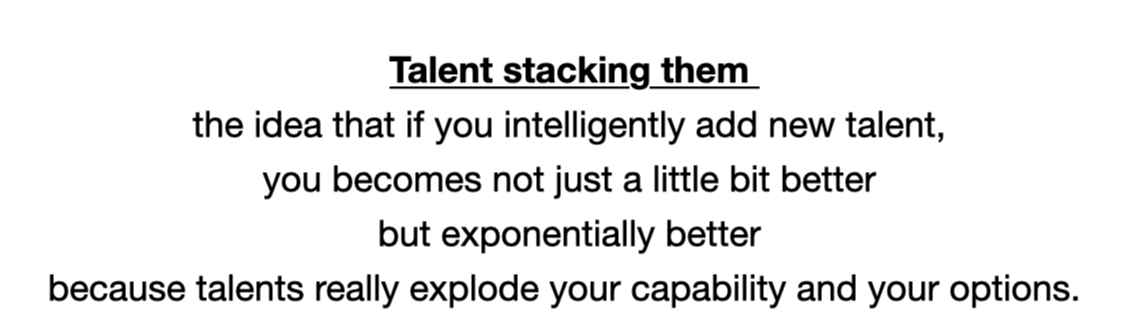 Talent stacking them
the idea that if you intelligently add new talent,
you becomes not just a little bit better
but exponentially better
because talents really explode your capability and your options.